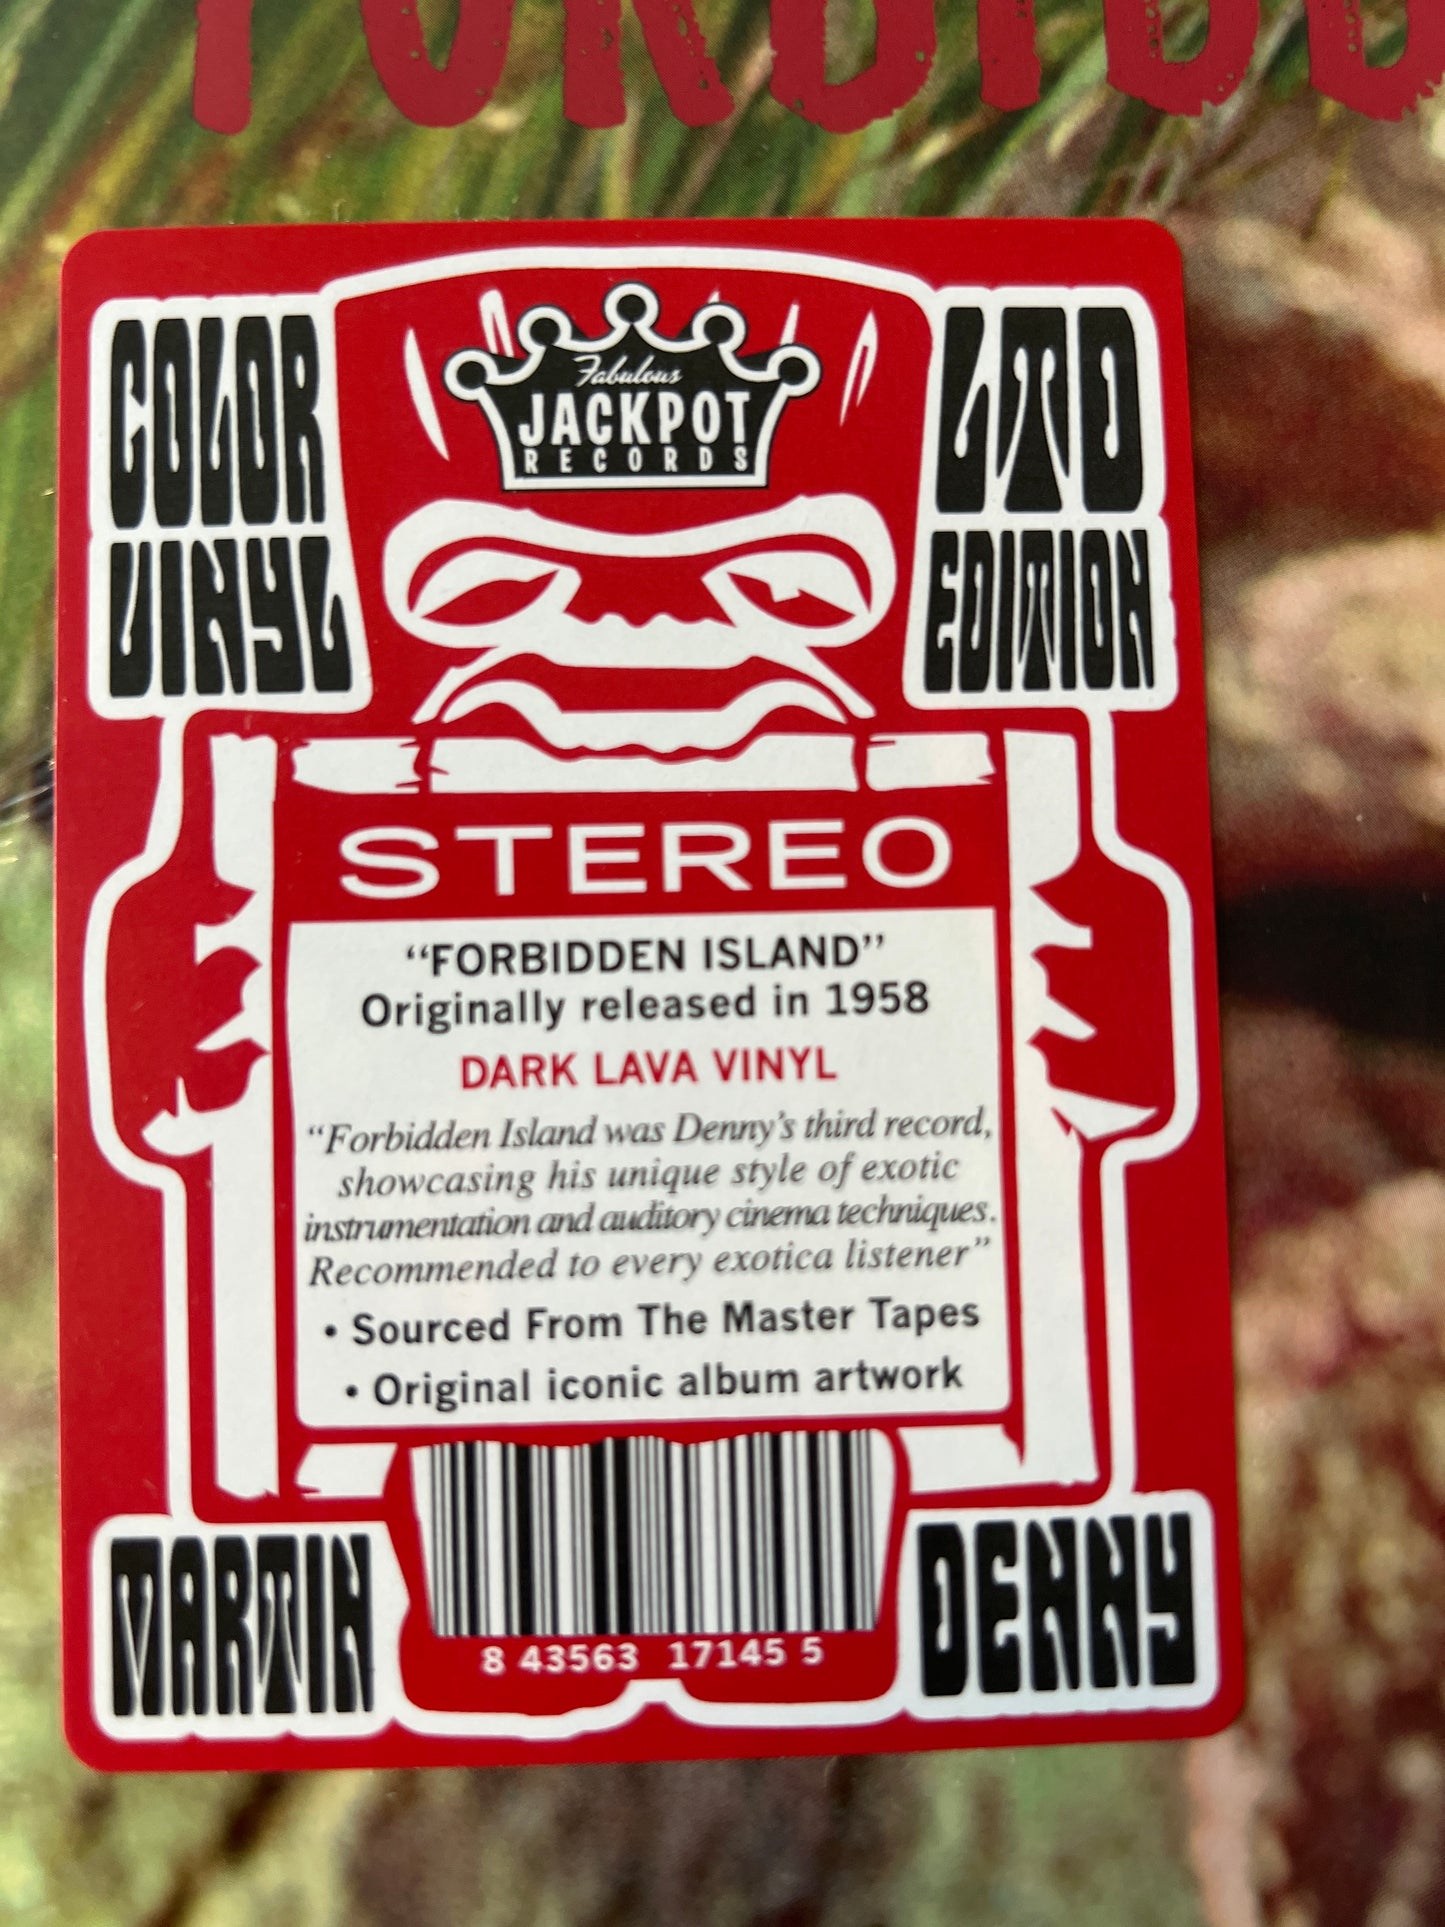 FORBIDD
COLOR
VINYL
Fabulous
JACKPOT
RECORDS
LTD
EDITION
STEREO
“FORBIDDEN ISLAND”
Originally released in 1958
DARK LAVA VINYL
“Forbidden Island was Denny’s third record,
showcasing his unique style of exotic
instrumentation and auditory cinema techniques.
Recommended to every exotica listener”
• Sourced From The Master Tapes
• Original iconic album artwork
8 43563 17145 5
MARTIN
DENNY